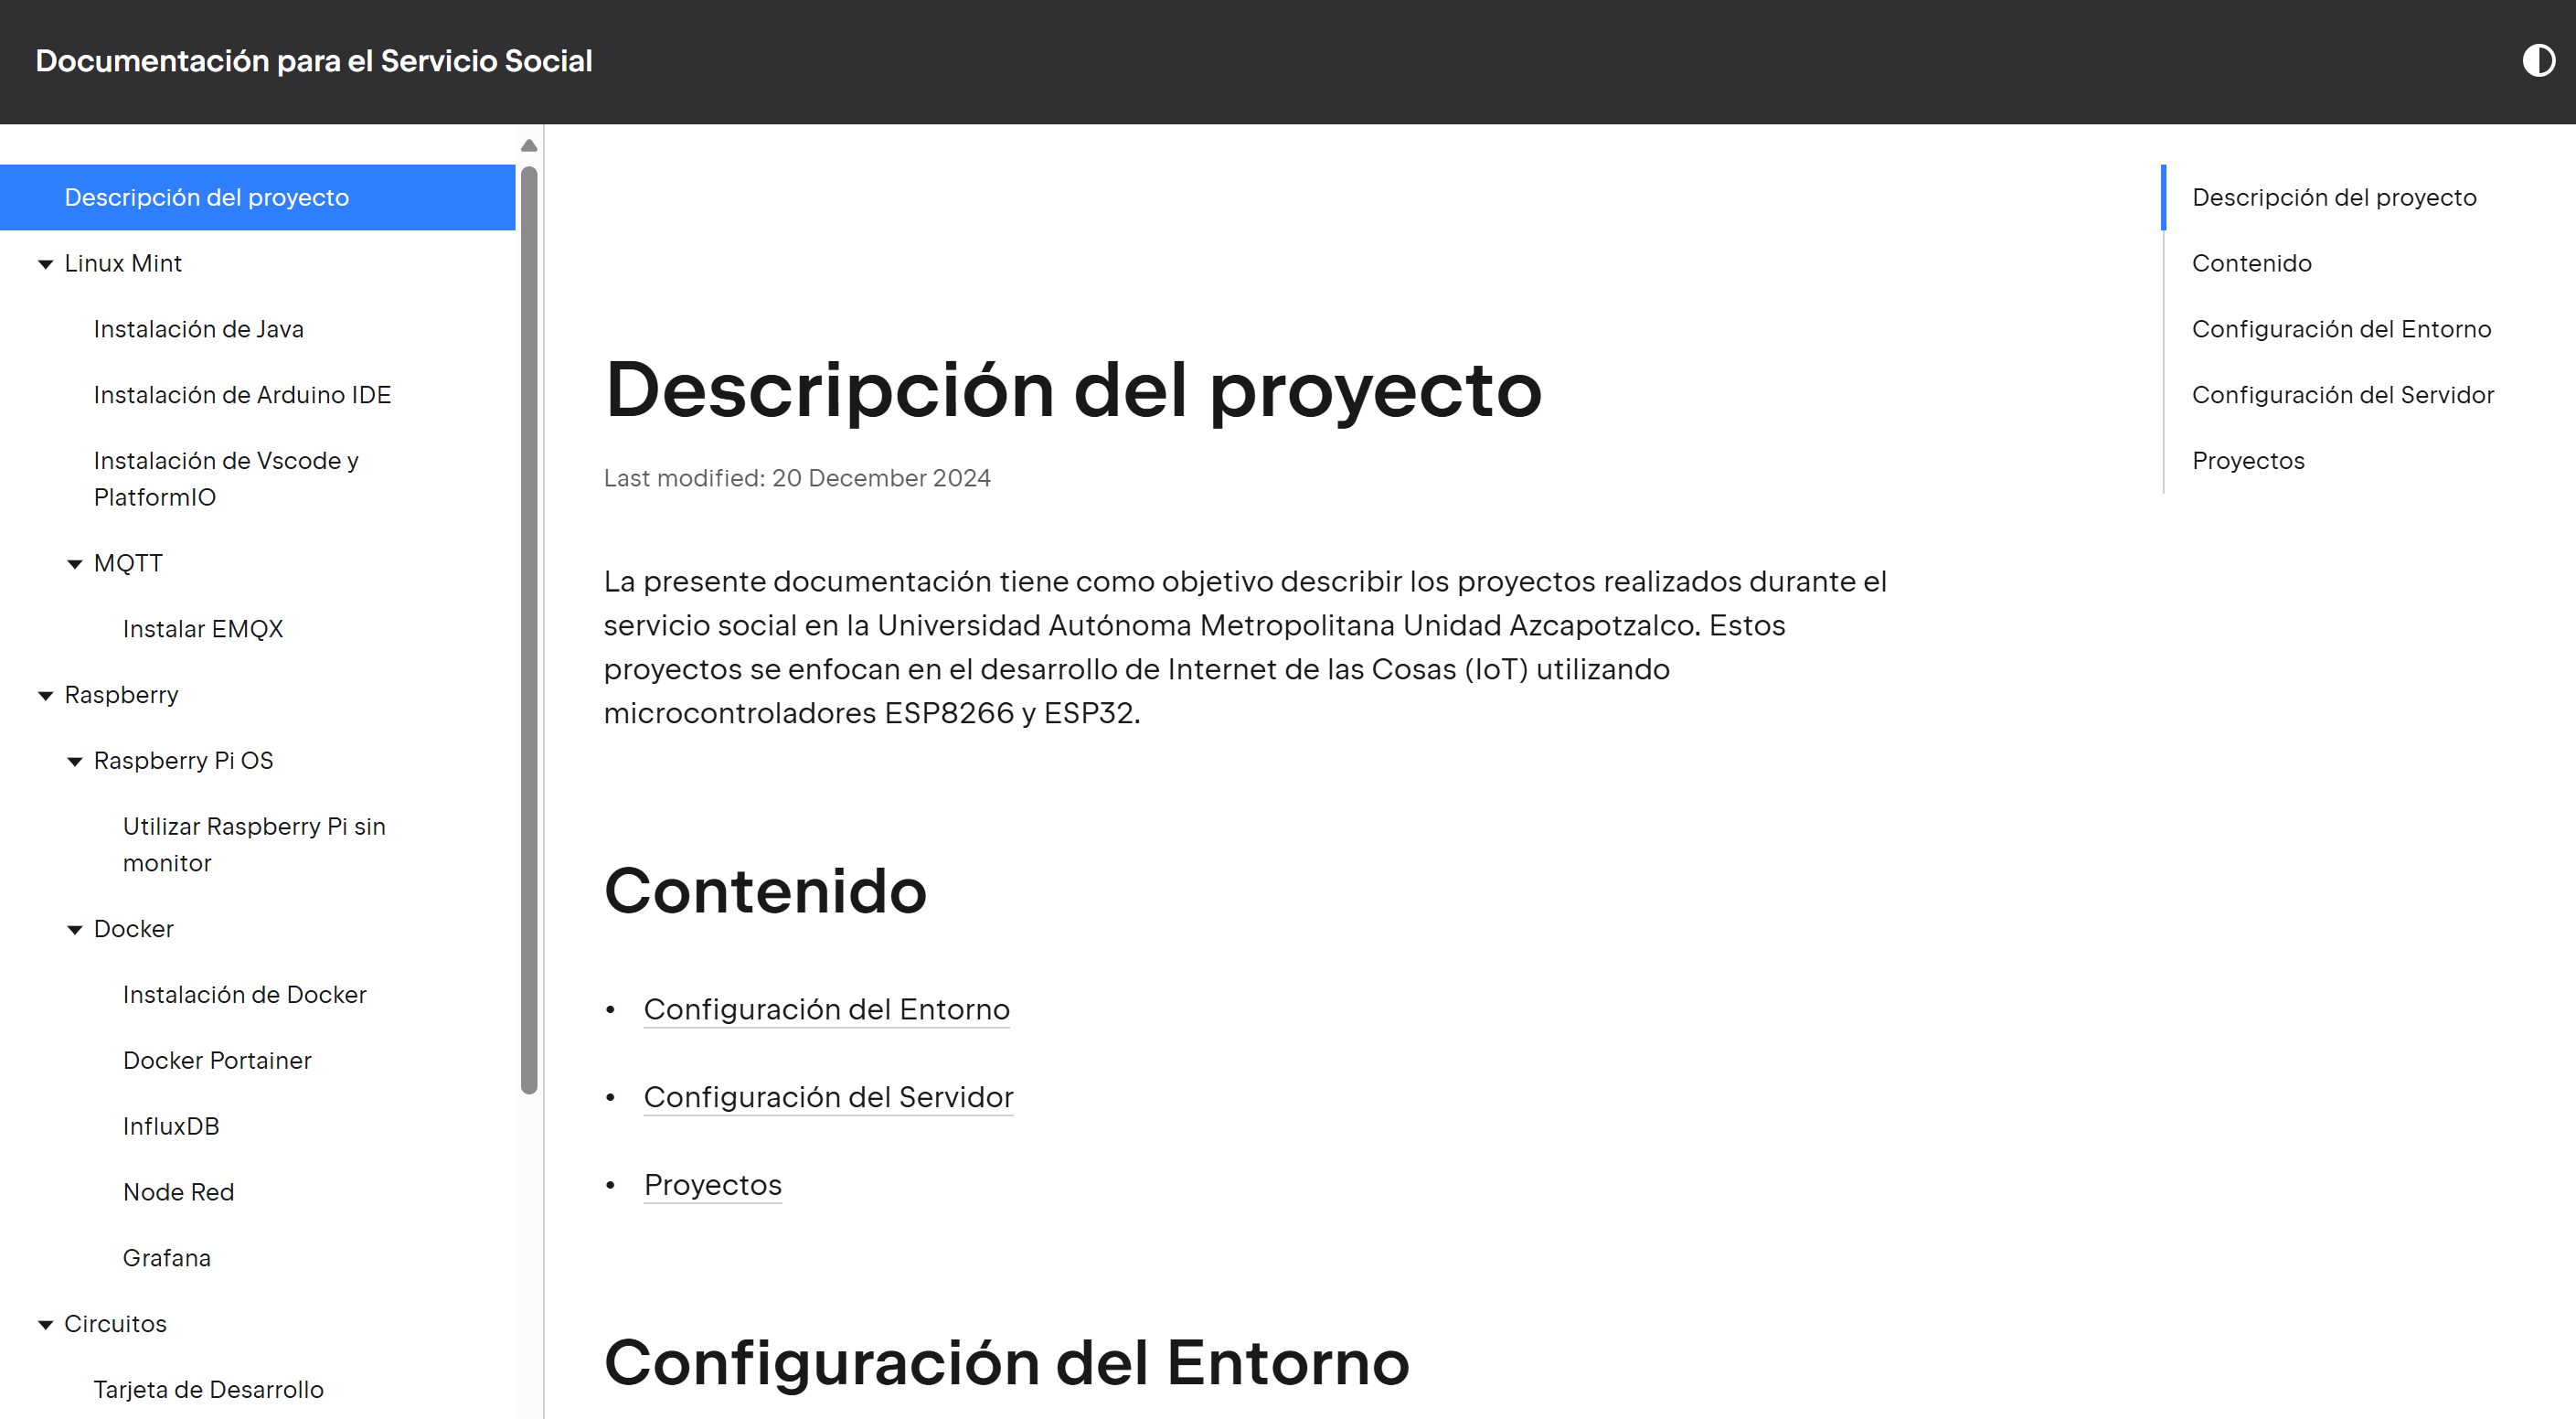 Documentación para el Servicio Social
Descripción del proyecto
Linux Mint
Instalación de Java
Instalación de Arduino IDE
Instalación de Vscode y
PlatformIO
MQTT
Instalar EMQX
Raspberry
Raspberry Pi OS
Utilizar Raspberry Pi sin
monitor
Docker
Instalación de Docker
Docker Portainer
InfluxDB
Node Red
Grafana
Circuitos
Tarjeta de Desarrollo
Descripción del proyecto
Last modified: 20 December 2024
La presente documentación tiene como objetivo describir los proyectos realizados durante el
servicio social en la Universidad Autónoma Metropolitana Unidad Azcapotzalco. Estos
proyectos se enfocan en el desarrollo de Internet de las Cosas (IoT) utilizando
microcontroladores ESP8266 y ESP32.
Contenido
• Configuración del Entorno
• Configuración del Servidor
• Proyectos
Configuración del Entorno
Descripción del proyecto
Contenido
Configuración del Entorno
Configuración del Servidor
Proyectos